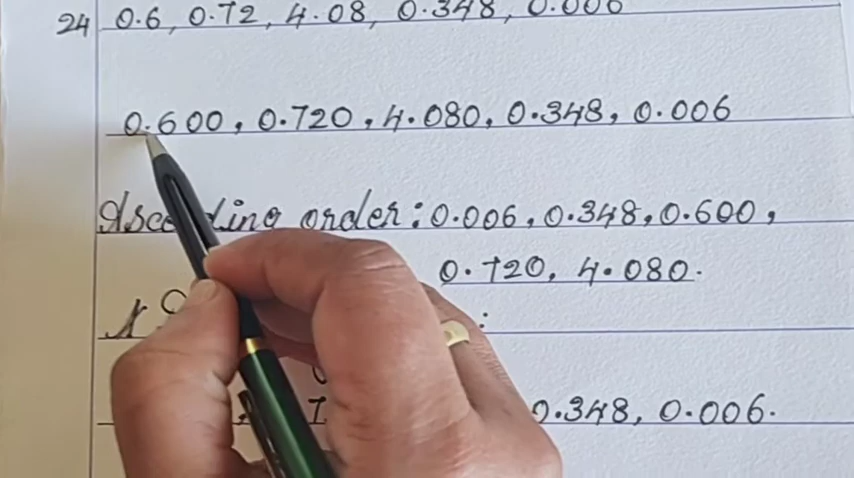 24 0.6, 0.72, 4.08, 0.348, 0.006
0.600, 0.720, 4.080, 0.348, 0.006
order: 0.006, 0.348, 0.600,
0.720, 4.080.
:
0.348, 0.006.